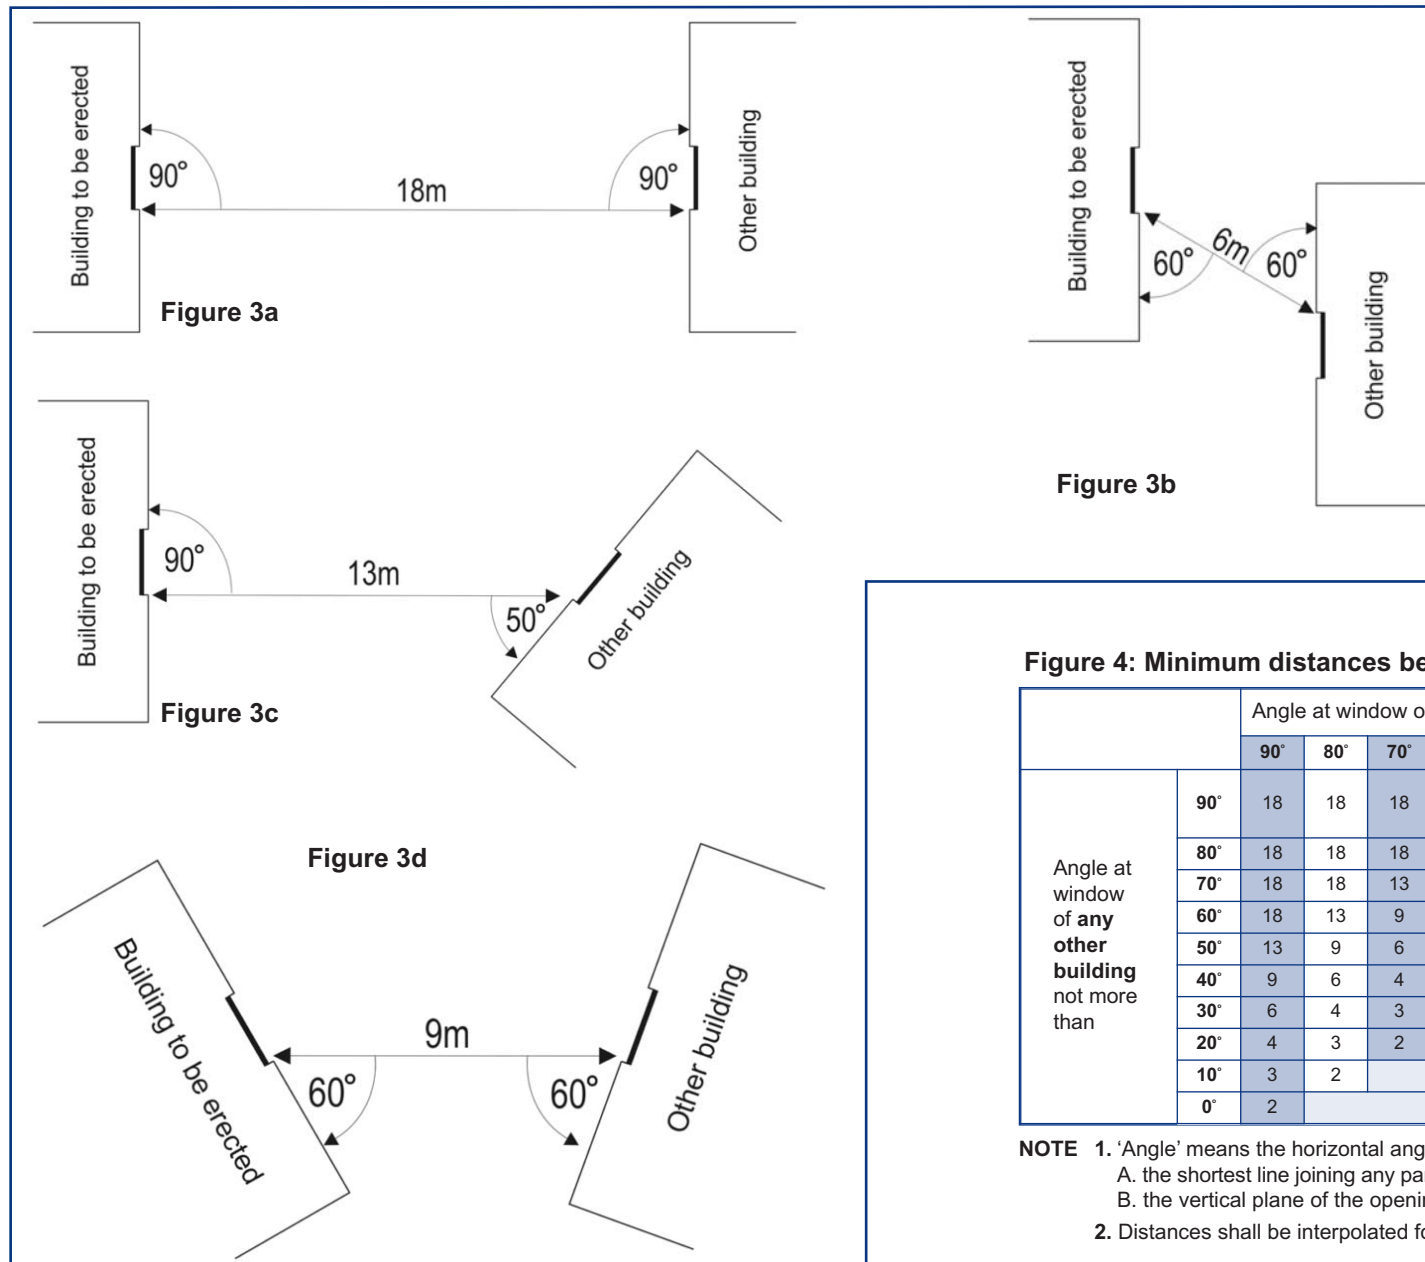 Building to be erected
90°
18m
90°
Other building
Figure 3a
Building to be erected
60°
6m
60°
Other building
Figure 3b
Building to be erected
90°
13m
50°
Other building
Figure 3c
Figure 3d
Building to be erected
60°
9m
60°
Other building
Figure 4: Minimum distances be
Angle at window o
90° 80° 70°
Angle at
window
of any
other
building
not more
than
90° 18 18 18
80° 18 18 18
70° 18 18 13
60° 18 13 9
50° 13 9 6
40° 9 6 4
30° 6 4 3
20° 4 3 2
10° 3 2
0° 2
NOTE 1. ‘Angle’ means the horizontal ang
A. the shortest line joining any pa
B. the vertical plane of the openi
2. Distances shall be interpolated fo